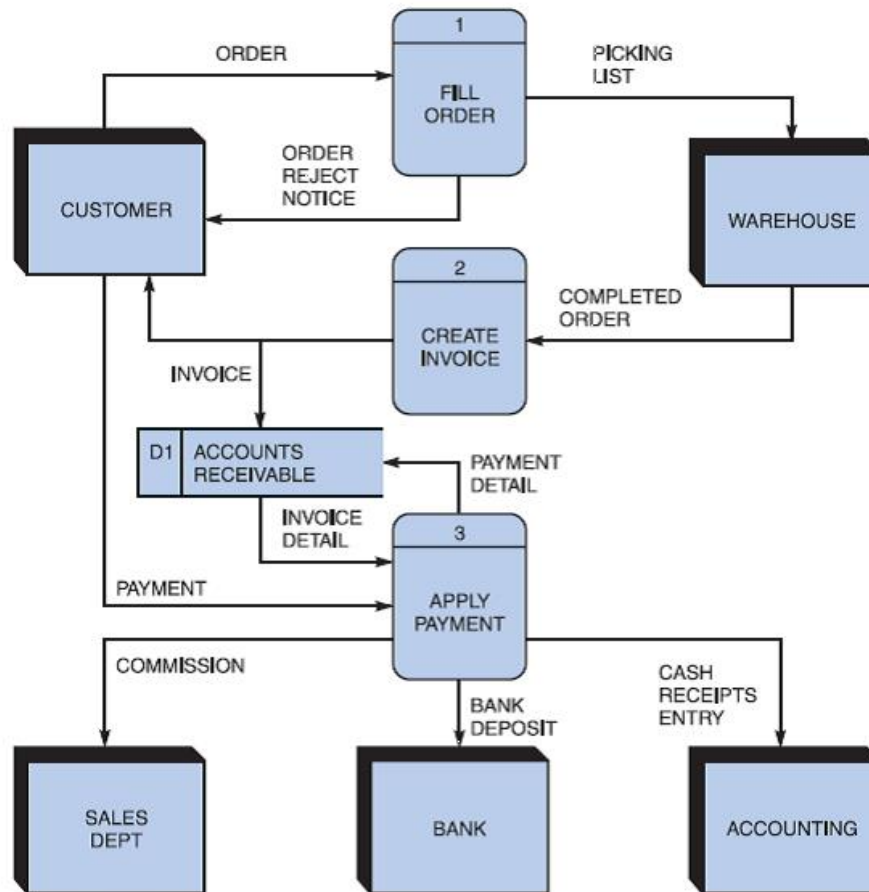 1
ORDER
PICKING
LIST
FILL
ORDER
ORDER
REJECT
NOTICE
CUSTOMER
WAREHOUSE
2
COMPLETED
ORDER
CREATE
INVOICE
INVOICE
D1
ACCOUNTS
RECEIVABLE
PAYMENT
DETAIL
INVOICE
DETAIL
3
PAYMENT
APPLY
PAYMENT
COMMISSION
BANK
DEPOSIT
CASH
RECEIPTS
ENTRY
SALES
DEPT
BANK
ACCOUNTING